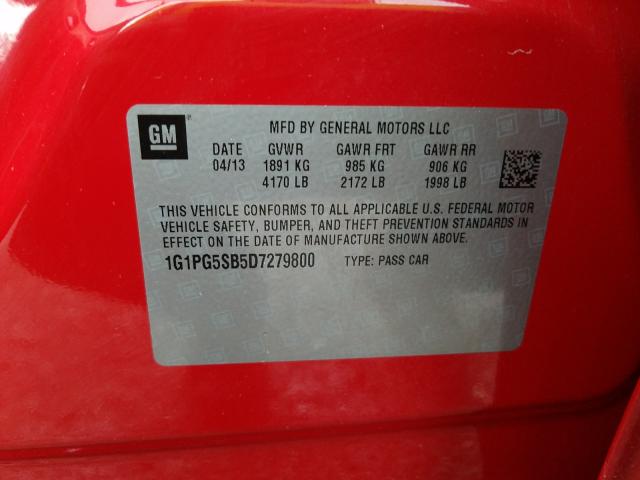 GM
MFD BY GENERAL MOTORS LLC
DATE GVWR GAWR FRT GAWR RR
04/13 1891 KG 985 KG 906 KG
4170 LB 2172 LB 1998 LB
THIS VEHICLE CONFORMS TO ALL APPLICABLE U.S. FEDERAL MOTOR
VEHICLE SAFETY, BUMPER, AND THEFT PREVENTION STANDARDS IN
EFFECT ON THE DATE OF MANUFACTURE SHOWN ABOVE.
1G1PG5SB5D7279800 TYPE: PASS CAR